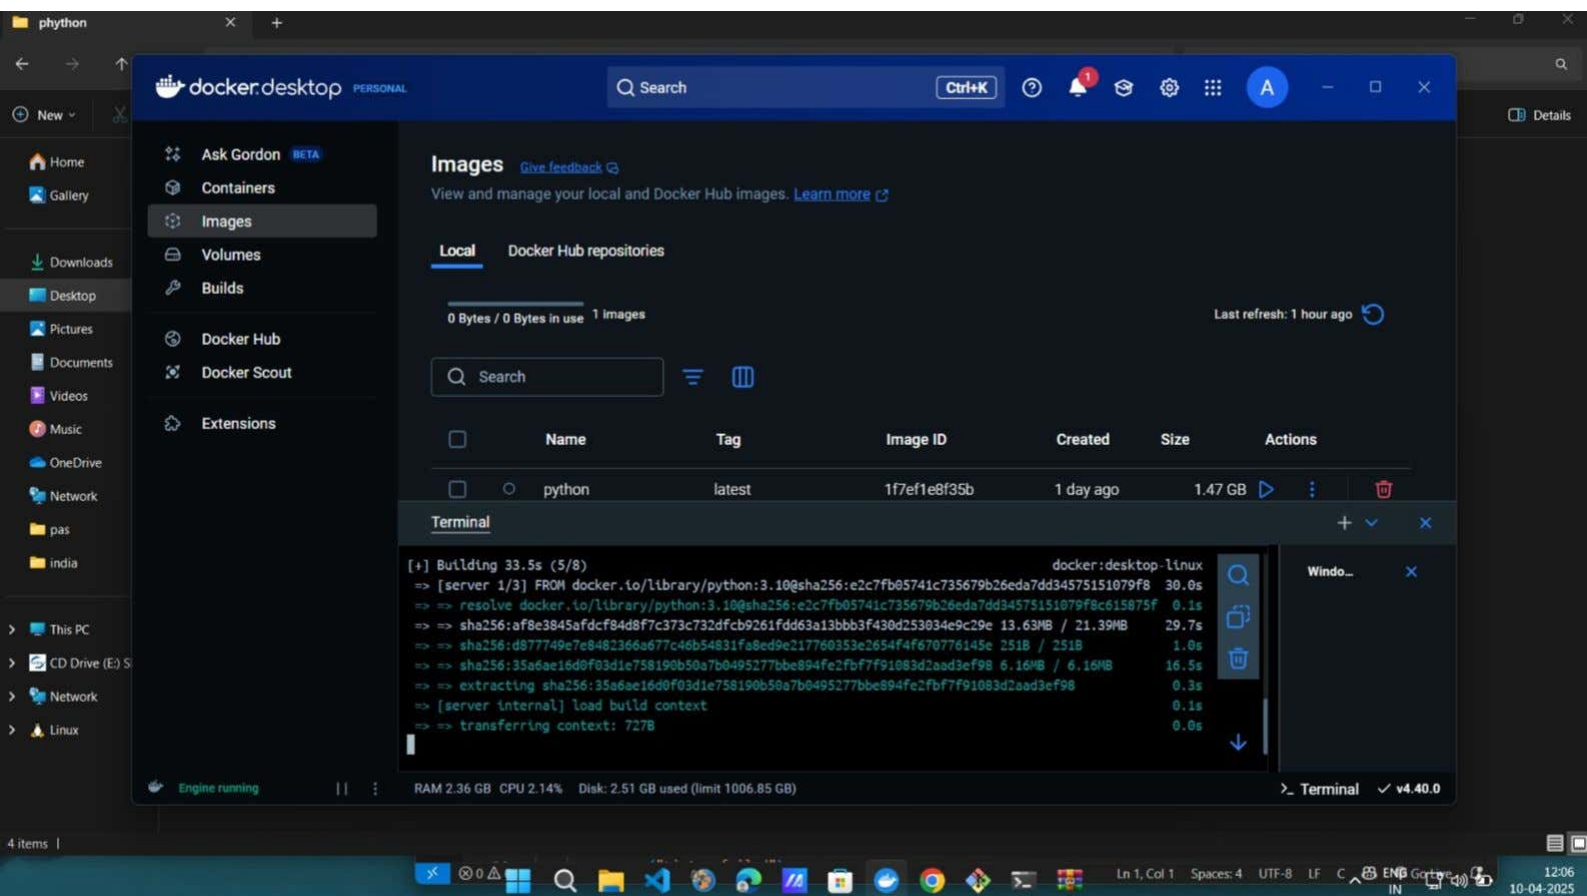 phython
New
Details
docker.desktop PERSONAL
Search
Ctrl+K
1
A
Home
Gallery
Downloads
Desktop
Pictures
Documents
Videos
Music
OneDrive
Network
pas
india
This PC
CD Drive (E:) S
Network
Linux
4 items
Ask Gordon BETA
Containers
Images
Volumes
Builds
Docker Hub
Docker Scout
Extensions
Images Give feedback
View and manage your local and Docker Hub images. Learn more
Local Docker Hub repositories
0 Bytes / 0 Bytes in use 1 images
Last refresh: 1 hour ago
Search
Name Tag Image ID Created Size Actions
python latest 1f7ef1e8f35b 1 day ago 1.47 GB
Terminal
[+] Building 33.5s (5/8) docker:desktop-linux
=> [server 1/3] FROM docker.io/library/python:3.10@sha256:e2c7fb05741c735679b26eda7dd34575151079f8 30.0s
=> => resolve docker.io/library/python:3.10@sha256:e2c7fb05741c735679b26eda7dd34575151079f8c615875f 0.1s
=> => sha256:af8e3845afdcf84d8f7c373c732dfcb9261fdd63a13bbb3f430d253034e9c29e 13.63MB / 21.39MB 29.7s
=> => sha256:d877749e7e8482366a677c46b54831fa8ed9e217760353e2654f4f670776145e 251B / 251B 1.0s
=> => sha256:35a6ae16d0f03d1e758190b50a7b0495277bbe894fe2fbf7f91083d2aad3ef98 6.16MB / 6.16MB 16.5s
=> => extracting sha256:35a6ae16d0f03d1e758190b50a7b0495277bbe894fe2fbf7f91083d2aad3ef98 0.3s
=> [server internal] load build context 0.1s
=> => transferring context: 727B 0.0s
Windo...
Engine running
RAM 2.36 GB CPU 2.14% Disk: 2.51 GB used (limit 1006.85 GB)
>_ Terminal
v4.40.0
0
Ln 1, Col 1 Spaces: 4 UTF-8 LF
ENG
IN
12:06
10-04-2025